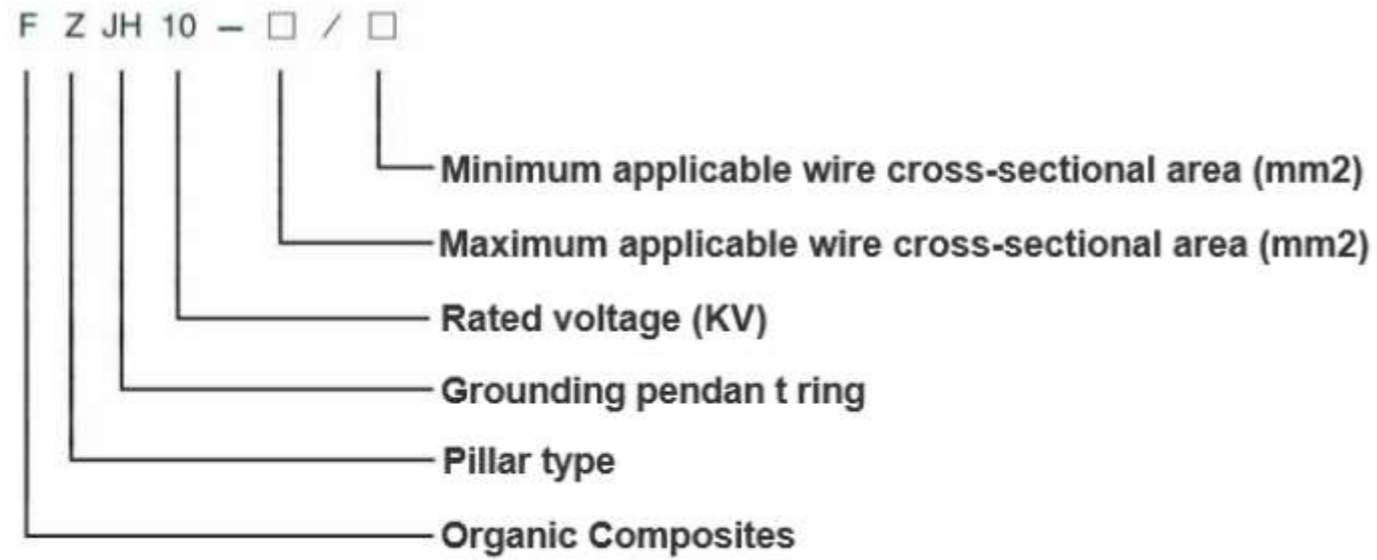 F Z JH 10 – □ / □
Minimum applicable wire cross-sectional area (mm2)
Maximum applicable wire cross-sectional area (mm2)
Rated voltage (KV)
Grounding pendan t ring
Pillar type
Organic Composites